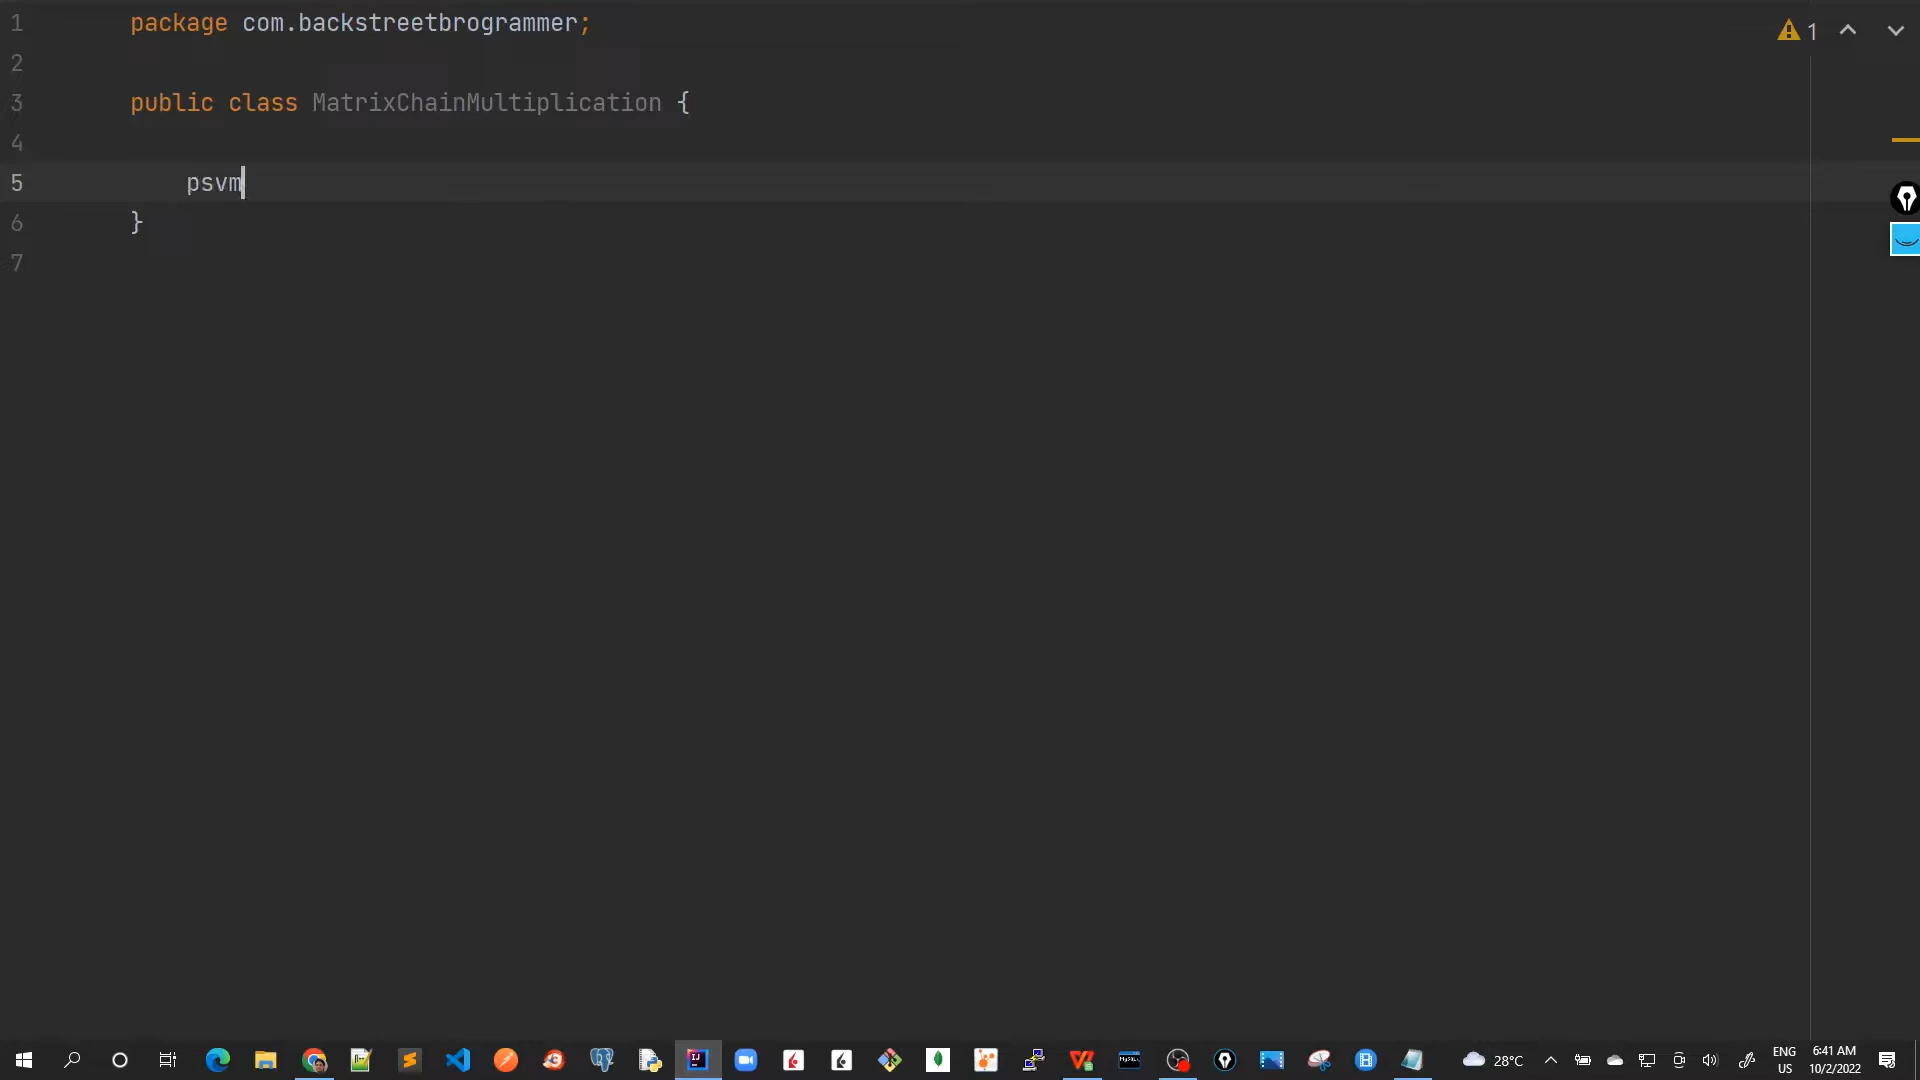 1 package com.backstreetbrogrammer;
2
3 public class MatrixChainMultiplication {
4
5 psvm
6 }
7
1
28°C
ENG
US
6:41 AM
10/2/2022